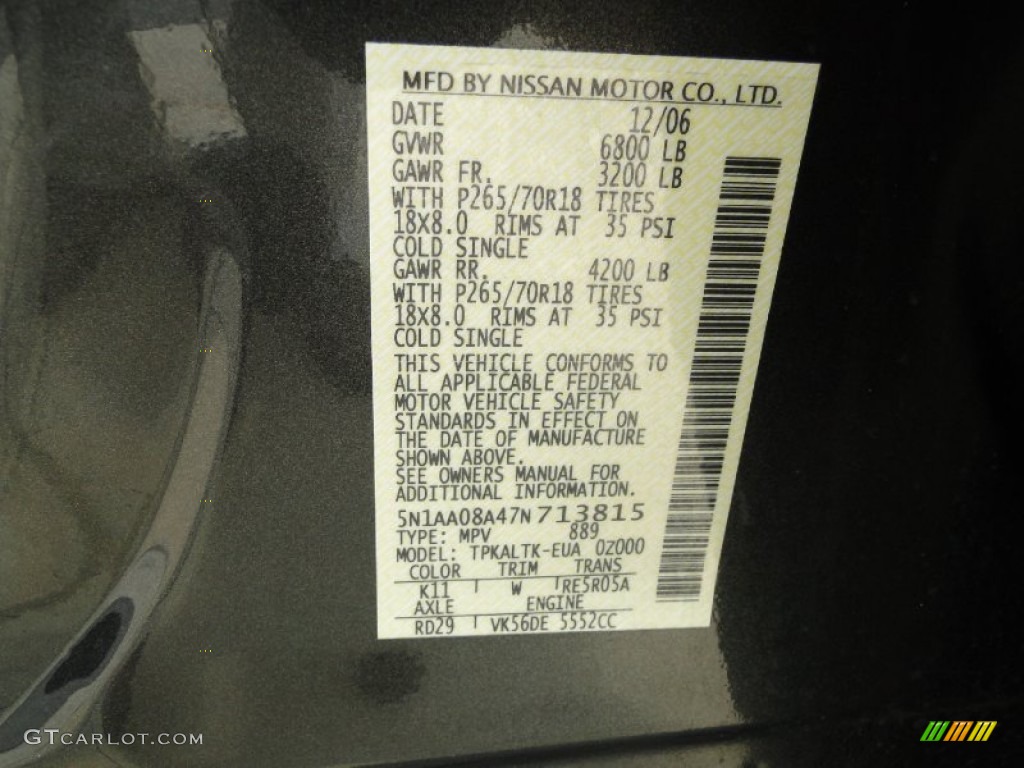 MFD BY NISSAN MOTOR CO., LTD.
DATE 12/06
GVWR 6800 LB
GAWR FR. 3200 LB
WITH P265/70R18 TIRES
18X8.0 RIMS AT 35 PSI
COLD SINGLE
GAWR RR. 4200 LB
WITH P265/70R18 TIRES
18X8.0 RIMS AT 35 PSI
COLD SINGLE
THIS VEHICLE CONFORMS TO
ALL APPLICABLE FEDERAL
MOTOR VEHICLE SAFETY
STANDARDS IN EFFECT ON
THE DATE OF MANUFACTURE
SHOWN ABOVE.
SEE OWNERS MANUAL FOR
ADDITIONAL INFORMATION.
5N1AA08A47N713815
TYPE: MPV 889
MODEL: TPKALTK-EUA 0Z000
COLOR TRIM TRANS
K11 W RE5R05A
AXLE ENGINE
RD29 VK56DE 5552CC
GTCARLOT.COM